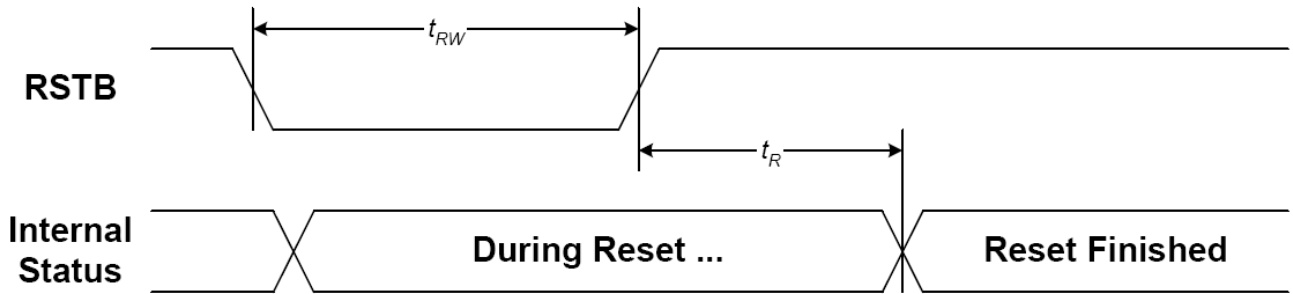 t_RW
RSTB
t_R
Internal
Status
During Reset ...
Reset Finished